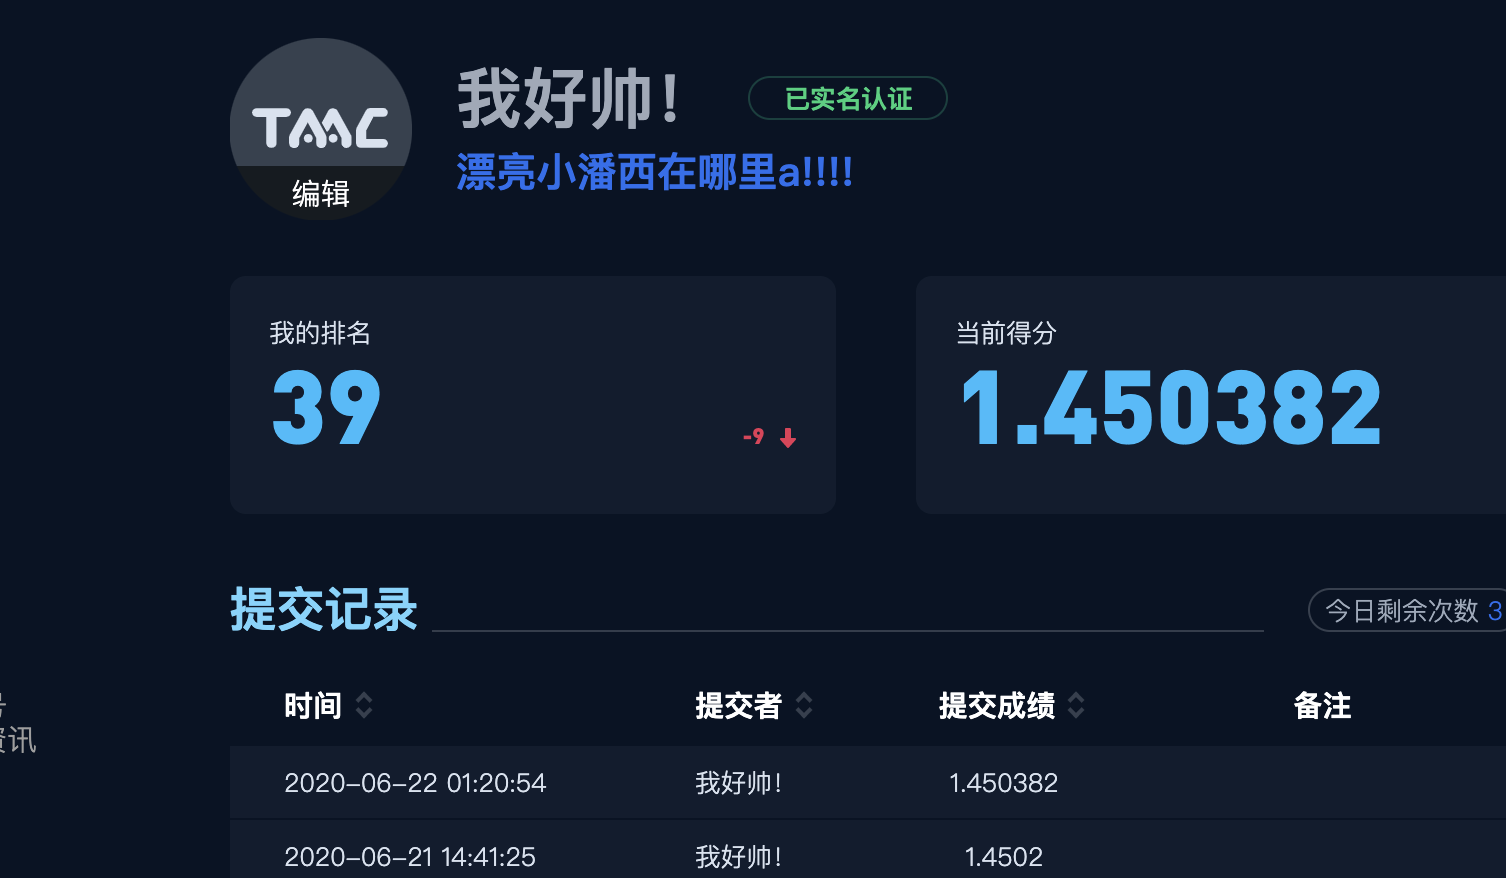 TAAC
编辑
我好帅！
已实名认证
漂亮小潘西在哪里a!!!!
我的排名
39
-9
当前得分
1.450382
提交记录
今日剩余次数 3
时间 提交者 提交成绩 备注
资讯
2020-06-22 01:20:54 我好帅！ 1.450382
2020-06-21 14:41:25 我好帅！ 1.4502